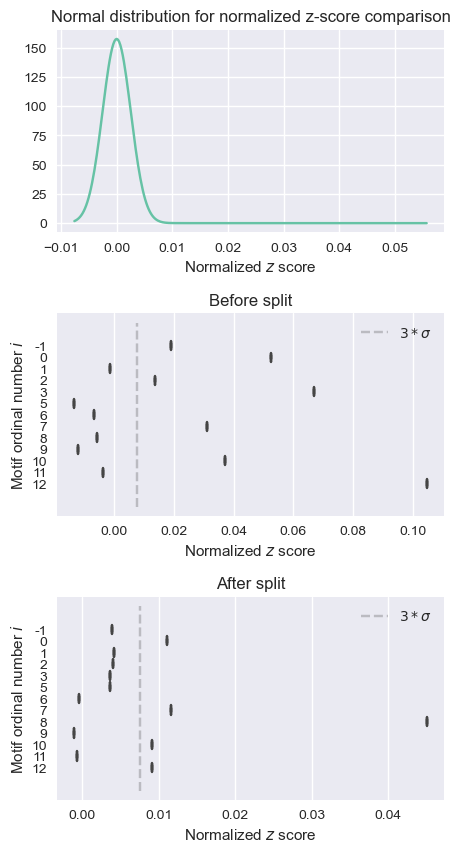 Normal distribution for normalized z-score comparison
150
125
100
75
50
25
0
−0.01 0.00 0.01 0.02 0.03 0.04 0.05
Normalized z score
Before split
3 * σ
Motif ordinal number i
-1
0
1
2
3
5
6
7
8
9
10
11
12
0.00 0.02 0.04 0.06 0.08 0.10
Normalized z score
After split
3 * σ
Motif ordinal number i
-1
0
1
2
3
5
6
7
8
9
10
11
12
0.00 0.01 0.02 0.03 0.04
Normalized z score